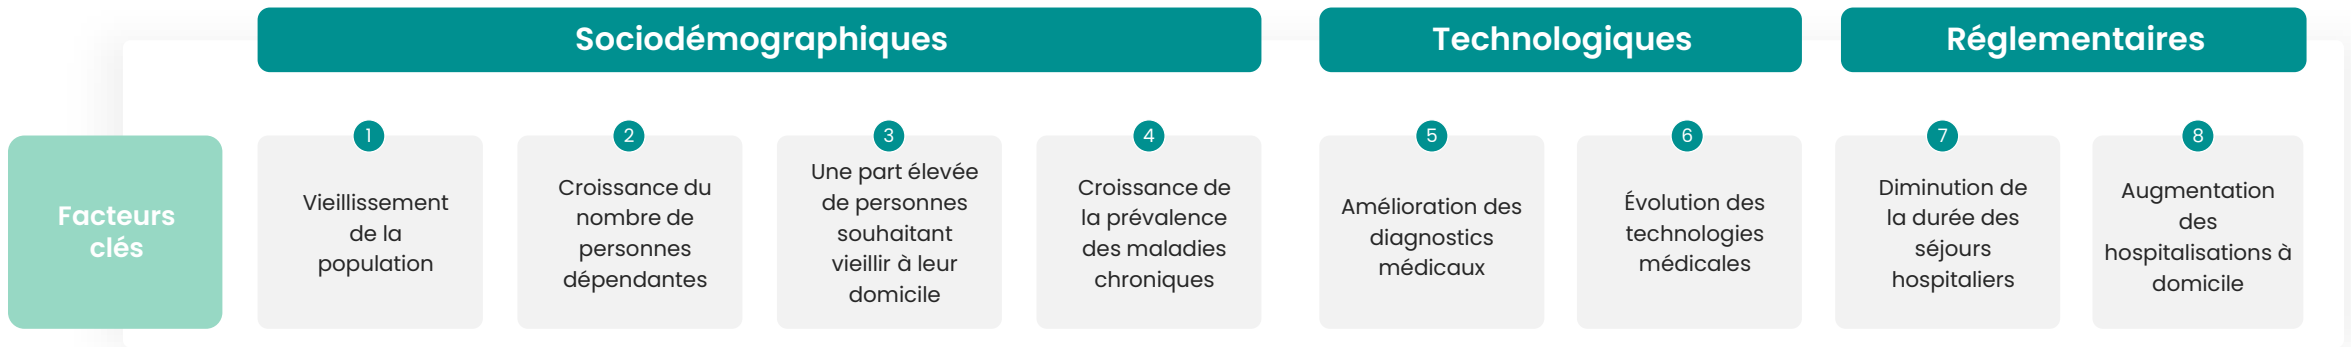 Sociodémographiques
Technologiques
Réglementaires
Facteurs
clés
1
Vieillissement
de la
population
2
Croissance du
nombre de
personnes
dépendantes
3
Une part élevée
de personnes
souhaitant
vieillir à leur
domicile
4
Croissance de
la prévalence
des maladies
chroniques
5
Amélioration des
diagnostics
médicaux
6
Évolution des
technologies
médicales
7
Diminution de
la durée des
séjours
hospitaliers
8
Augmentation
des
hospitalisations à
domicile